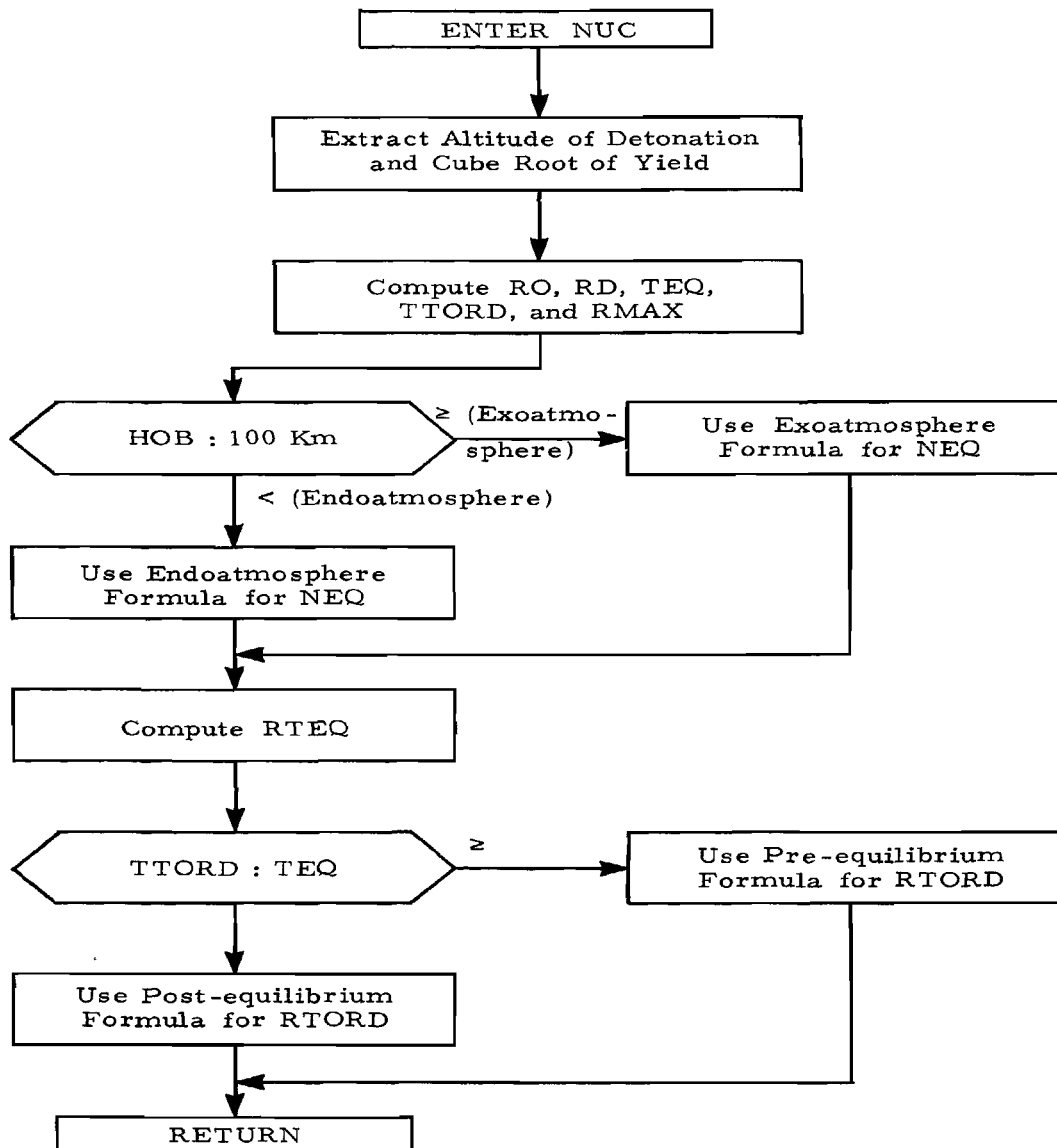 ENTER NUC
Extract Altitude of Detonation
and Cube Root of Yield
Compute RO, RD, TEQ,
TTORD, and RMAX
HOB : 100 Km
≥ (Exoatmo-
sphere)
Use Exoatmosphere
Formula for NEQ
< (Endoatmosphere)
Use Endoatmosphere
Formula for NEQ
Compute RTEQ
TTORD : TEQ
≥
Use Pre-equilibrium
Formula for RTORD
Use Post-equilibrium
Formula for RTORD
RETURN